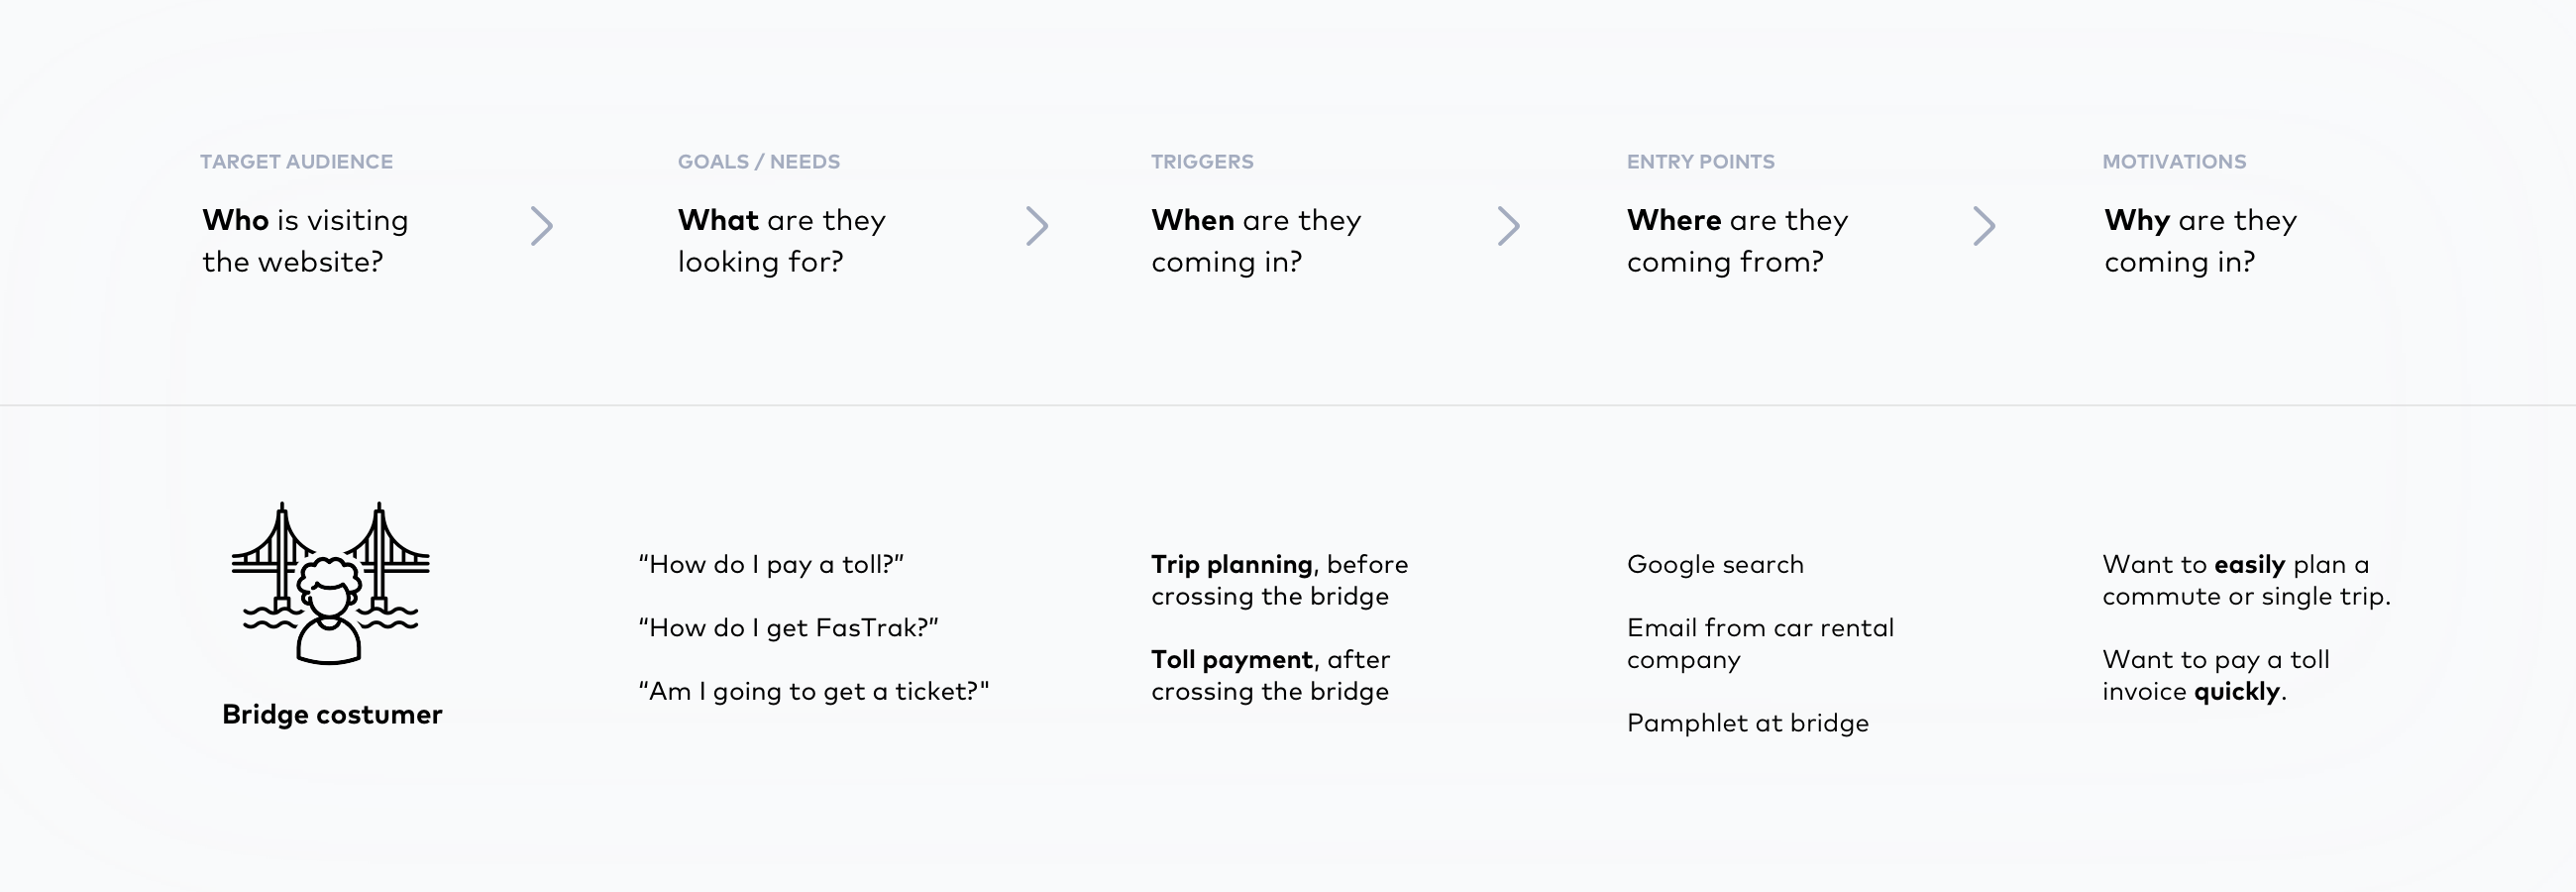 TARGET AUDIENCE
Who is visiting
the website?
GOALS / NEEDS
What are they
looking for?
TRIGGERS
When are they
coming in?
ENTRY POINTS
Where are they
coming from?
MOTIVATIONS
Why are they
coming in?
Bridge costumer
“How do I pay a toll?”
“How do I get FasTrak?”
“Am I going to get a ticket?"
Trip planning, before
crossing the bridge
Toll payment, after
crossing the bridge
Google search
Email from car rental
company
Pamphlet at bridge
Want to easily plan a
commute or single trip.
Want to pay a toll
invoice quickly.